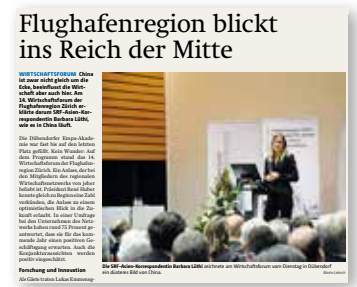 Flughafenregion blickt
ins Reich der Mitte
WIRTSCHAFTSFORUM China
ist zwar nicht gleich um die
Ecke, beeinflusst die Wirt-
schaft aber auch hier. Am
14. Wirtschaftsforum der
Flughafenregion Zürich er-
klärte darum SRF-Asien-Kor-
respondentin Barbara Lüthi,
wie es in China läuft.
Die Dübendorfer Empa-Akade-
mie war fast bis auf den letzten
Platz gefüllt. Kein Wunder: Auf
dem Programm stand das 14.
Wirtschaftsforum der Flughafen-
region. Ein Anlass, der bei
den Mitgliedern des regionalen
Wirtschaftsnetzwerks von jeher
beliebt ist. Präsident René Huber
konnte gleich zu Beginn eine Zahl
verkünden, die Anlass zu einem
optimistischen Blick in die Zu-
kunft erlaubt. In einer Umfrage
bei den Unternehmen des Netz-
werks haben rund 75 Prozent ge-
antwortet, dass sie für das kom-
mende Jahr einen positiven Ge-
schäftsgang erwarten. Auch die
Konjunkturaussichten werden
positiv eingeschätzt.
Forschung und Innovation
Als Gäste traten Lukas Emmeneg-
Die SRF-Asien-Korrespondentin Barbara Lüthi zeichnete am Wirtschaftsforum vom Dienstag in Dübendorf
ein düsteres Bild von China.